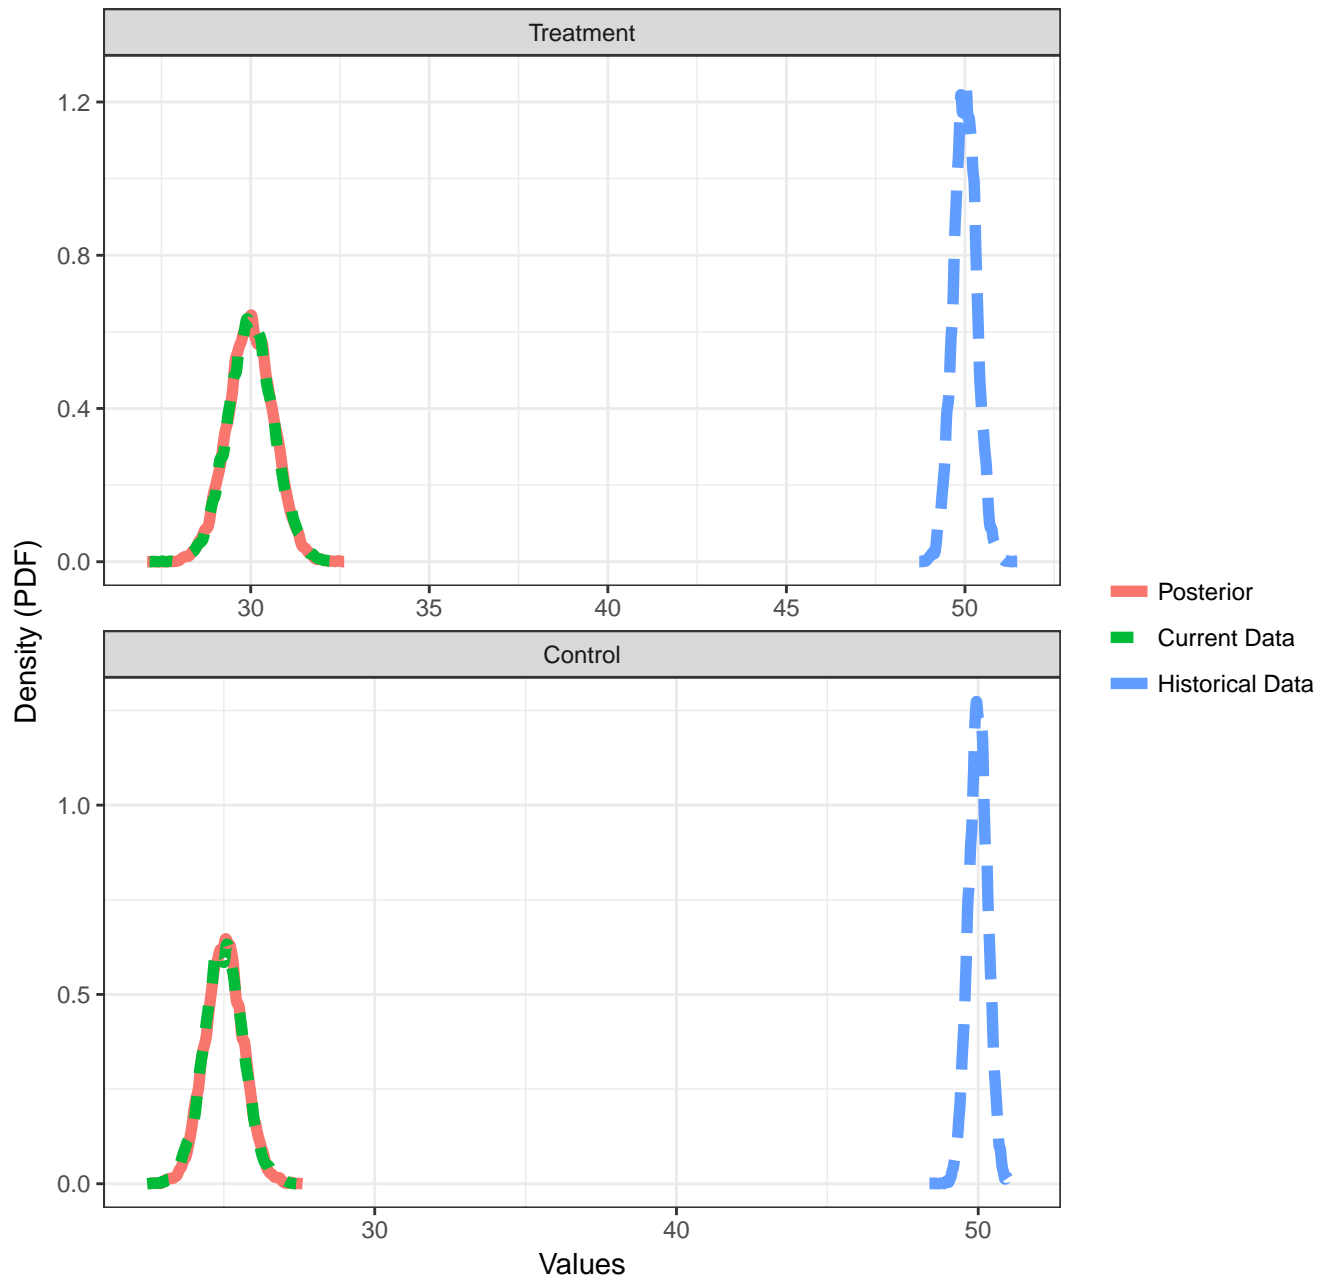 Treatment
1.2
0.8
0.4
0.0
30 35 40 45 50
Control
1.0
0.5
0.0
30 40 50
Values
Density (PDF)
Posterior
Current Data
Historical Data